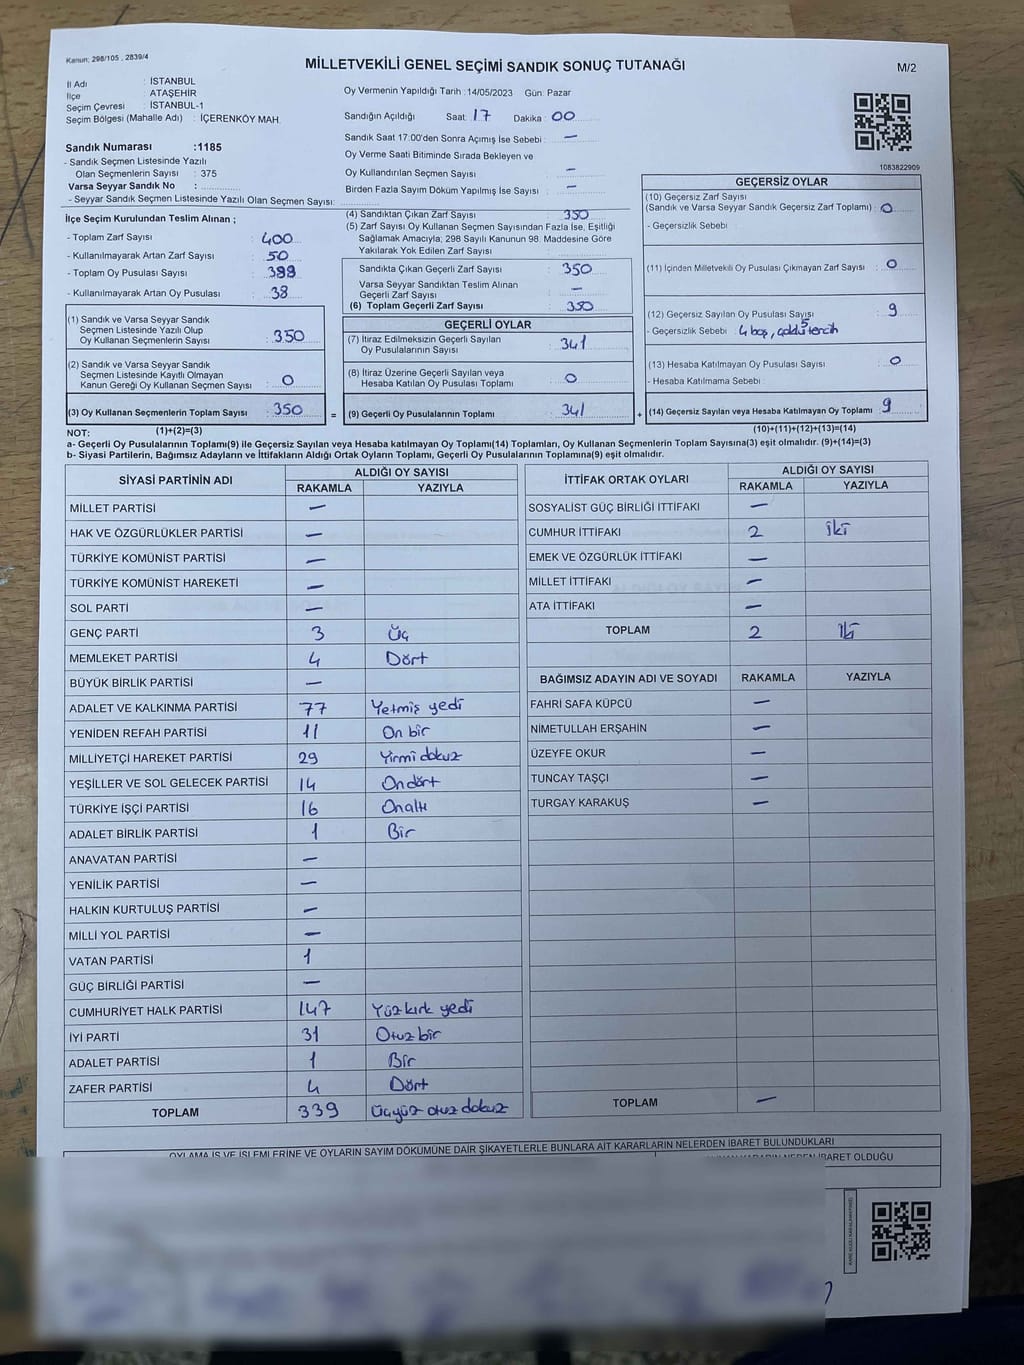 Kanun; 298/105 , 2839/4
MİLLETVEKİLİ GENEL SEÇİMİ SANDIK SONUÇ TUTANAĞI
M/2
İl Adı : İSTANBUL
İlçe : ATAŞEHİR
Seçim Çevresi : İSTANBUL-1
Seçim Bölgesi (Mahalle Adı) : İÇERENKÖY MAH.
Oy Vermenin Yapıldığı Tarih :14/05/2023 Gün: Pazar
Sandığın Açıldığı Saat: 17 Dakika : 00
Sandık Saat 17:00'den Sonra Açılmış İse Sebebi : —
Oy Verme Saati Bitiminde Sırada Bekleyen ve
Oy Kullandırılan Seçmen Sayısı : —
Birden Fazla Sayım Döküm Yapılmış İse Sayısı : —
1083822909
Sandık Numarası :1185
- Sandık Seçmen Listesinde Yazılı
Olan Seçmenlerin Sayısı : 375
Varsa Seyyar Sandık No :
- Seyyar Sandık Seçmen Listesinde Yazılı Olan Seçmen Sayısı:
İlçe Seçim Kurulundan Teslim Alınan ;
- Toplam Zarf Sayısı : 400
- Kullanılmayarak Artan Zarf Sayısı : 50
- Toplam Oy Pusulası Sayısı : 388
- Kullanılmayarak Artan Oy Pusulası : 38
(1) Sandık ve Varsa Seyyar Sandık
Seçmen Listesinde Yazılı Olup
Oy Kullanan Seçmenlerin Sayısı : 350
(2) Sandık ve Varsa Seyyar Sandık
Seçmen Listesinde Kayıtlı Olmayan
Kanun Gereği Oy Kullanan Seçmen Sayısı : 0
(3) Oy Kullanan Seçmenlerin Toplam Sayısı : 350
(1)+(2)=(3)
(4) Sandıktan Çıkan Zarf Sayısı : 350
(5) Zarf Sayısı Oy Kullanan Seçmen Sayısından Fazla İse, Eşitliği
Sağlamak Amacıyla; 298 Sayılı Kanunun 98. Maddesine Göre
Yakılarak Yok Edilen Zarf Sayısı :
Sandıkta Çıkan Geçerli Zarf Sayısı : 350
Varsa Seyyar Sandıktan Teslim Alınan
Geçerli Zarf Sayısı : —
(6) Toplam Geçerli Zarf Sayısı : 350
GEÇERLİ OYLAR
(7) İtiraz Edilmeksizin Geçerli Sayılan
Oy Pusulalarının Sayısı : 341
(8) İtiraz Üzerine Geçerli Sayılan veya
Hesaba Katılan Oy Pusulası Toplamı : 0
= (9) Geçerli Oy Pusulalarının Toplamı : 341 +
GEÇERSİZ OYLAR
(10) Geçersiz Zarf Sayısı
(Sandık ve Varsa Seyyar Sandık Geçersiz Zarf Toplamı) : 0
- Geçersizlik Sebebi :
(11) İçinden Milletvekili Oy Pusulası Çıkmayan Zarf Sayısı : 0
(12) Geçersiz Sayılan Oy Pusulası Sayısı : 9
- Geçersizlik Sebebi : 4 boş, 5 çoklu tercih
(13) Hesaba Katılmayan Oy Pusulası Sayısı : 0
- Hesaba Katılmama Sebebi :
(14) Geçersiz Sayılan veya Hesaba Katılmayan Oy Toplamı : 9
(10)+(11)+(12)+(13)=(14)
NOT:
a- Geçerli Oy Pusulalarının Toplamı(9) ile Geçersiz Sayılan veya Hesaba katılmayan Oy Toplamı(14) Toplamları, Oy Kullanan Seçmenlerin Toplam Sayısına(3) eşit olmalıdır. (9)+(14)=(3)
b- Siyasi Partilerin, Bağımsız Adayların ve İttifakların Aldığı Ortak Oyların Toplamı, Geçerli Oy Pusulalarının Toplamına(9) eşit olmalıdır.
SİYASİ PARTİNİN ADI ALDIĞI OY SAYISI
RAKAMLA YAZIYLA
MİLLET PARTİSİ —
HAK VE ÖZGÜRLÜKLER PARTİSİ —
TÜRKİYE KOMÜNİST PARTİSİ —
TÜRKİYE KOMÜNİST HAREKETİ —
SOL PARTİ —
GENÇ PARTİ 3 Üç
MEMLEKET PARTİSİ 4 Dört
BÜYÜK BİRLİK PARTİSİ —
ADALET VE KALKINMA PARTİSİ 77 Yetmiş yedi
YENİDEN REFAH PARTİSİ 11 On bir
MİLLİYETÇİ HAREKET PARTİSİ 29 Yirmi dokuz
YEŞİLLER VE SOL GELECEK PARTİSİ 14 On dört
TÜRKİYE İŞÇİ PARTİSİ 16 Onaltı
ADALET BİRLİK PARTİSİ 1 Bir
ANAVATAN PARTİSİ —
YENİLİK PARTİSİ —
HALKIN KURTULUŞ PARTİSİ —
MİLLİ YOL PARTİSİ —
VATAN PARTİSİ 1
GÜÇ BİRLİĞİ PARTİSİ —
CUMHURİYET HALK PARTİSİ 147 Yüz kırk yedi
İYİ PARTİ 31 Otuz bir
ADALET PARTİSİ 1 Bir
ZAFER PARTİSİ 4 Dört
TOPLAM 339 Üçyüz otuz dokuz
İTTİFAK ORTAK OYLARI ALDIĞI OY SAYISI
RAKAMLA YAZIYLA
SOSYALİST GÜÇ BİRLİĞİ İTTİFAKI —
CUMHUR İTTİFAKI 2 İki
EMEK VE ÖZGÜRLÜK İTTİFAKI —
MİLLET İTTİFAKI —
ATA İTTİFAKI —
TOPLAM 2 İki
BAĞIMSIZ ADAYIN ADI VE SOYADI RAKAMLA YAZIYLA
FAHRİ SAFA KÜPCÜ —
NİMETULLAH ERŞAHİN —
ÜZEYFE OKUR —
TUNCAY TAŞÇI —
TURGAY KARAKUŞ —
TOPLAM —
OYLAMA İŞ VE İŞLEMLERİNE VE OYLARIN SAYIM DÖKÜMÜNE DAİR ŞİKAYETLERLE BUNLARA AİT KARARLARIN NELERDEN İBARET BULUNDUKLARI
NEDEN İBARET OLDUĞU